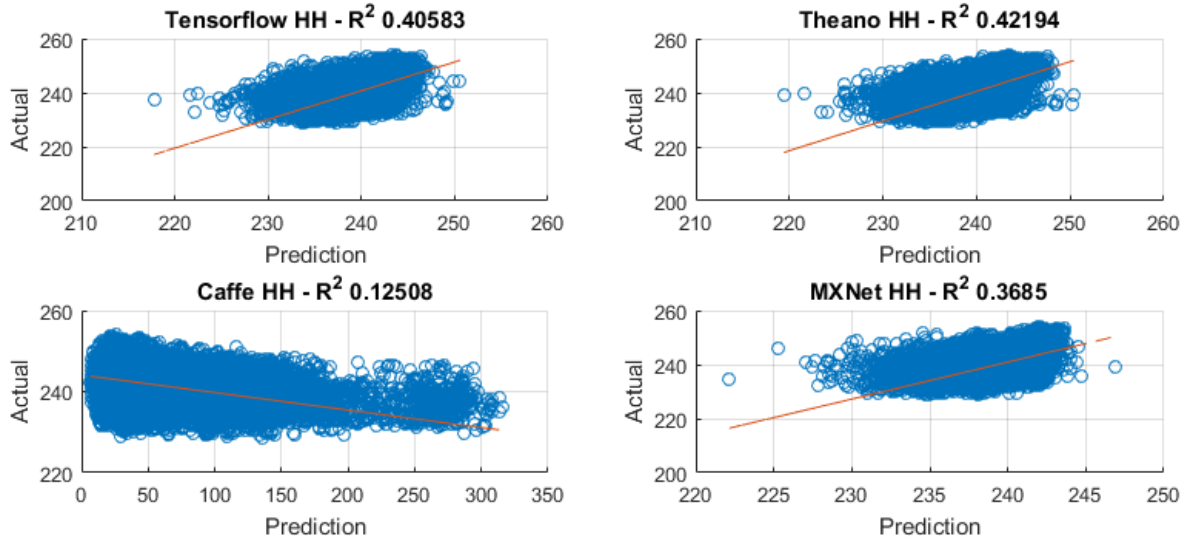 Tensorflow HH - R² 0.40583
260
240
220
200
Actual
210 220 230 240 250 260
Prediction
Theano HH - R² 0.42194
260
240
220
200
Actual
210 220 230 240 250 260
Prediction
Caffe HH - R² 0.12508
260
240
220
Actual
0 50 100 150 200 250 300 350
Prediction
MXNet HH - R² 0.3685
260
240
220
200
Actual
220 225 230 235 240 245 250
Prediction